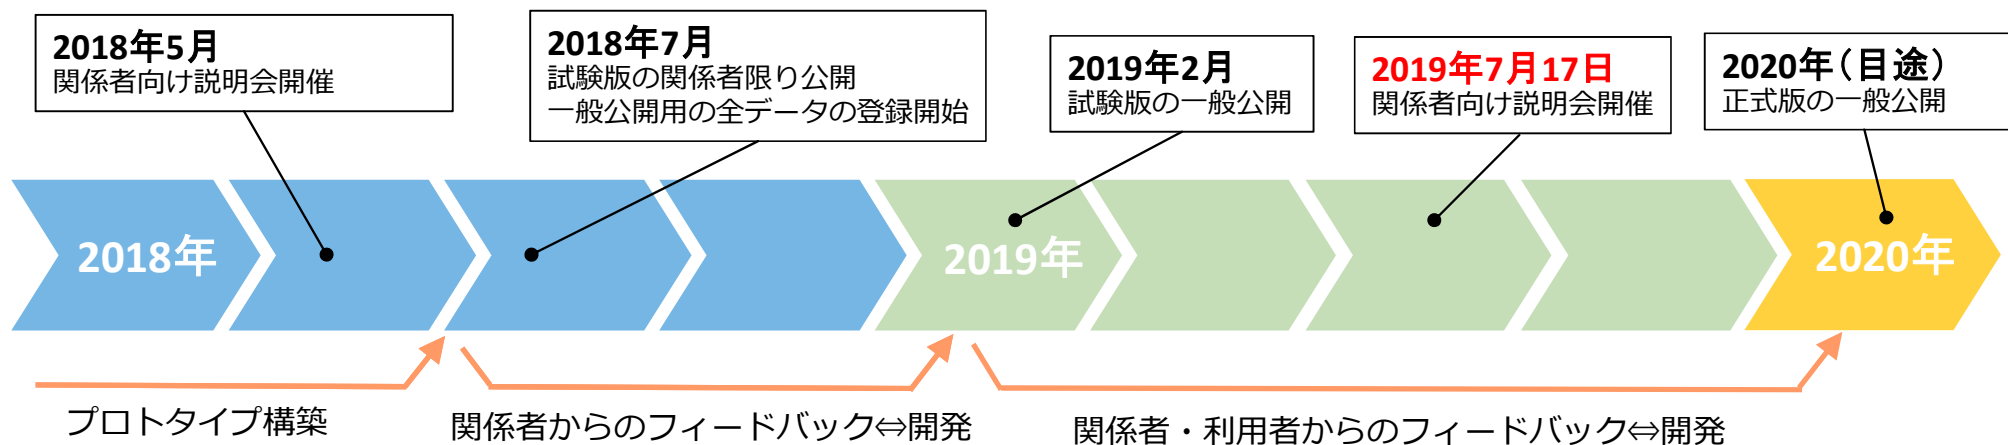 2018年5月
関係者向け説明会開催
2018年7月
試験版の関係者限り公開
一般公開用の全データの登録開始
2019年2月
試験版の一般公開
2019年7月17日
関係者向け説明会開催
2020年(目途)
正式版の一般公開
2018年
2019年
2020年
プロトタイプ構築
関係者からのフィードバック⇔開発
関係者・利用者からのフィードバック⇔開発